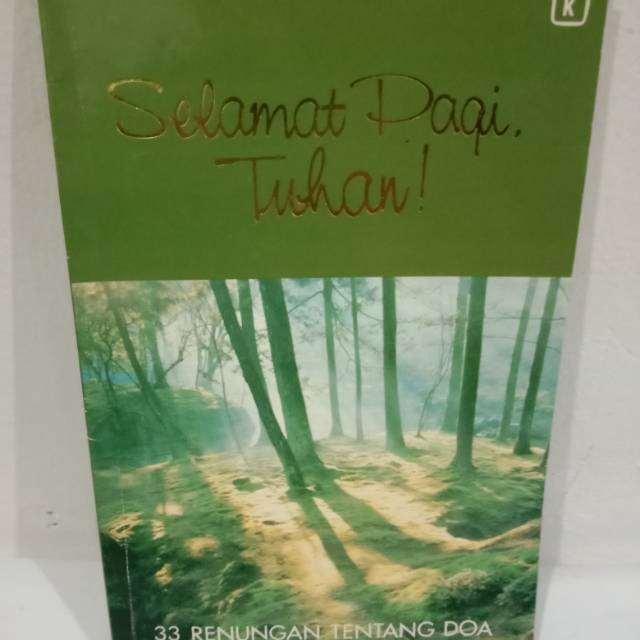 k
Selamat Pagi,
Tuhan!
33 RENUNGAN TENTANG DOA